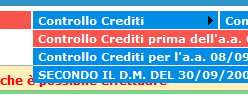 Controllo Crediti
Controllo Crediti prima dell'a.a.
Controllo Crediti per l'a.a. 08/09
SECONDO IL D.M. DEL 30/09/200
che è possibile effettuare